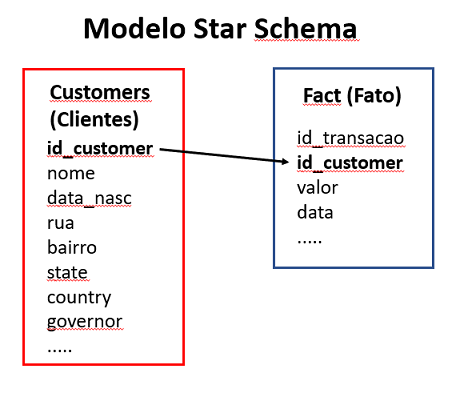 Modelo Star Schema
Customers
(Clientes)
id_customer
nome
data_nasc
rua
bairro
state
country
governor
.....
Fact (Fato)
id_transacao
id_customer
valor
data
.....